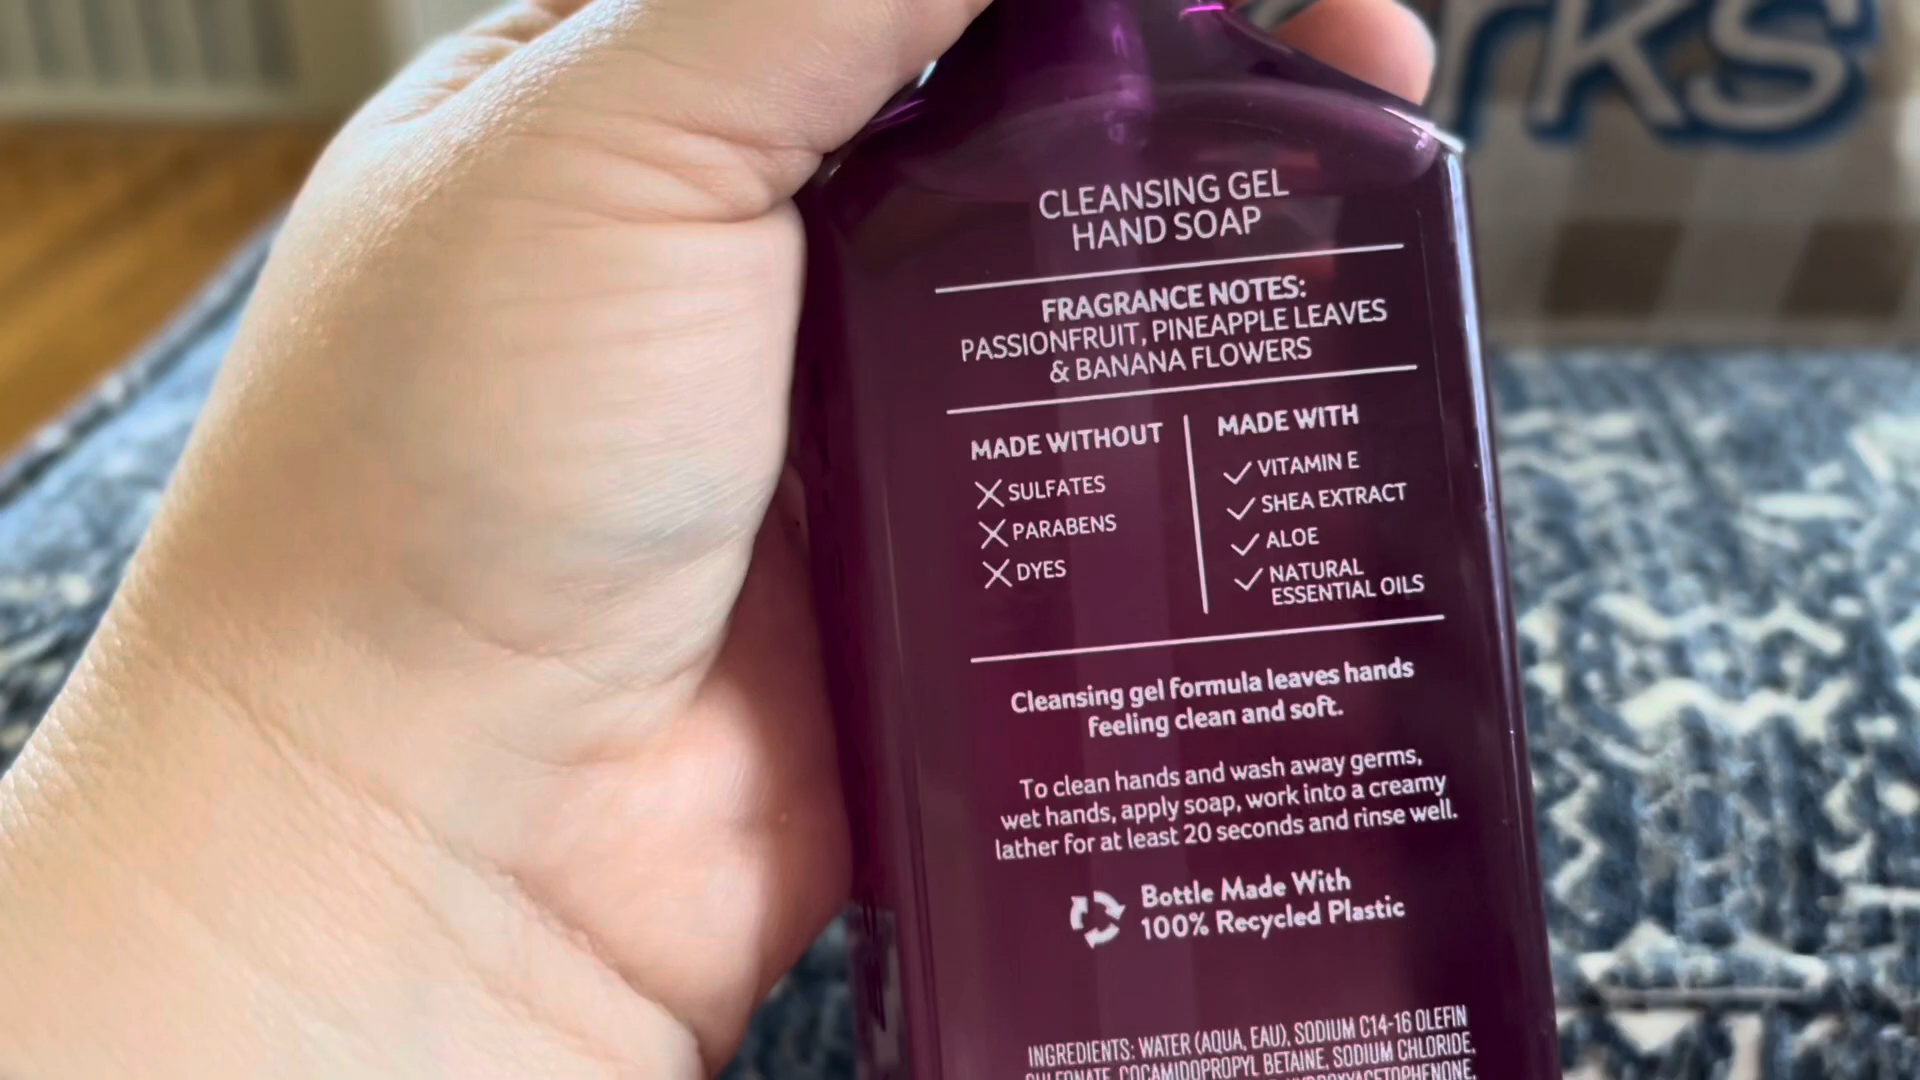 rks
CLEANSING GEL
HAND SOAP
FRAGRANCE NOTES:
PASSIONFRUIT, PINEAPPLE LEAVES
& BANANA FLOWERS
MADE WITHOUT
SULFATES
PARABENS
DYES
MADE WITH
VITAMIN E
SHEA EXTRACT
ALOE
NATURAL
ESSENTIAL OILS
Cleansing gel formula leaves hands
feeling clean and soft.
To clean hands and wash away germs,
wet hands, apply soap, work into a creamy
lather for at least 20 seconds and rinse well.
Bottle Made With
100% Recycled Plastic
INGREDIENTS: WATER (AQUA, EAU), SODIUM C14-16 OLEFIN
SULFONATE, COCAMIDOPROPYL BETAINE, SODIUM CHLORIDE,